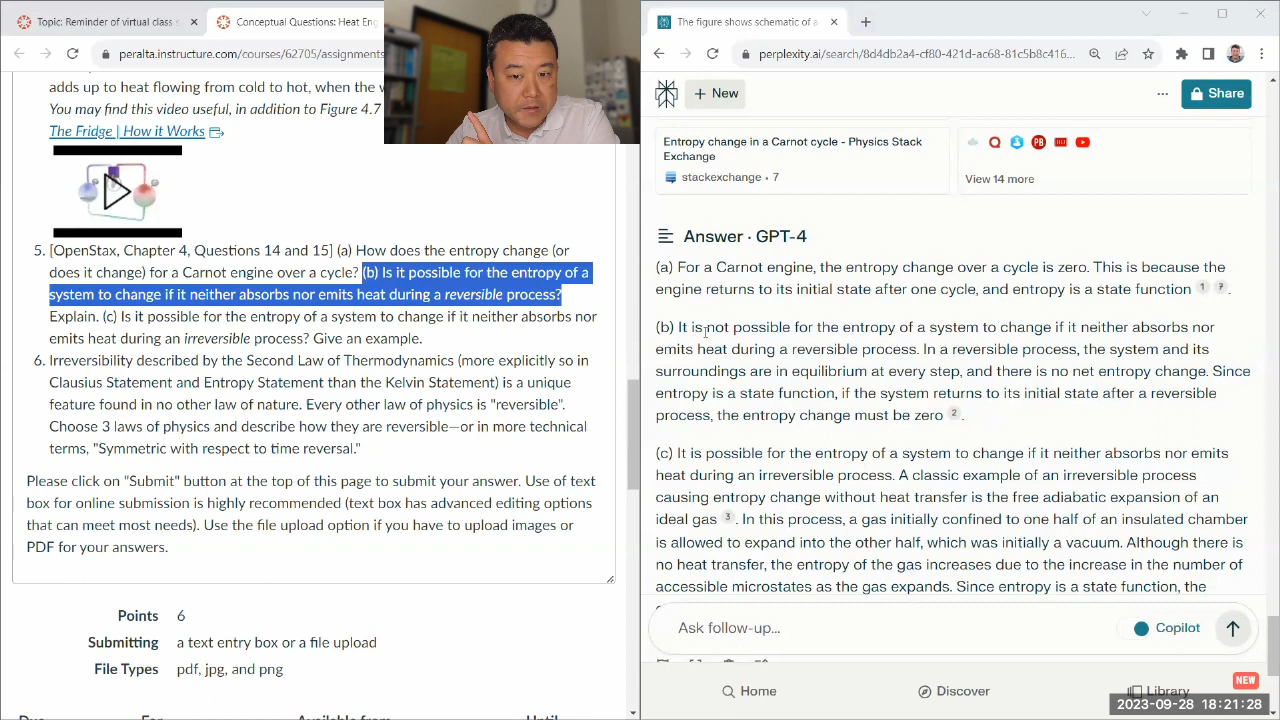 Topic: Reminder of virtual class s
Conceptual Questions: Heat Eng
peralta.instructure.com/courses/62705/assignments
adds up to heat flowing from cold to hot, when the w
You may find this video useful, in addition to Figure 4.7
The Fridge | How it Works
5. [OpenStax, Chapter 4, Questions 14 and 15] (a) How does the entropy change (or
does it change) for a Carnot engine over a cycle? (b) Is it possible for the entropy of a
system to change if it neither absorbs nor emits heat during a reversible process?
Explain. (c) Is it possible for the entropy of a system to change if it neither absorbs nor
emits heat during an irreversible process? Give an example.
6. Irreversibility described by the Second Law of Thermodynamics (more explicitly so in
Clausius Statement and Entropy Statement than the Kelvin Statement) is a unique
feature found in no other law of nature. Every other law of physics is "reversible".
Choose 3 laws of physics and describe how they are reversible—or in more technical
terms, "Symmetric with respect to time reversal."
Please click on "Submit" button at the top of this page to submit your answer. Use of text
box for online submission is highly recommended (text box has advanced editing options
that can meet most needs). Use the file upload option if you have to upload images or
PDF for your answers.
Points 6
Submitting a text entry box or a file upload
File Types pdf, jpg, and png
Due For Available from Until
The figure shows schematic of a
perplexity.ai/search/8d4db2a4-cf80-421d-ac68-81c5b8c416...
New
Share
Entropy change in a Carnot cycle - Physics Stack
Exchange
stackexchange • 7
View 14 more
Answer · GPT-4
(a) For a Carnot engine, the entropy change over a cycle is zero. This is because the
engine returns to its initial state after one cycle, and entropy is a state function 1 7 .
(b) It is not possible for the entropy of a system to change if it neither absorbs nor
emits heat during a reversible process. In a reversible process, the system and its
surroundings are in equilibrium at every step, and there is no net entropy change. Since
entropy is a state function, if the system returns to its initial state after a reversible
process, the entropy change must be zero 2 .
(c) It is possible for the entropy of a system to change if it neither absorbs nor emits
heat during an irreversible process. A classic example of an irreversible process
causing entropy change without heat transfer is the free adiabatic expansion of an
ideal gas 3 . In this process, a gas initially confined to one half of an insulated chamber
is allowed to expand into the other half, which was initially a vacuum. Although there is
no heat transfer, the entropy of the gas increases due to the increase in the number of
accessible microstates as the gas expands. Since entropy is a state function, the
Ask follow-up...
Copilot
NEW
Home
Discover
Library
2023-09-28 18:21:28